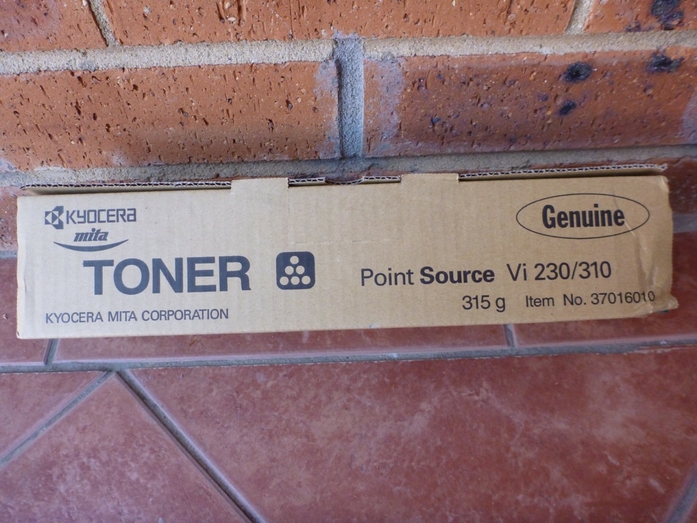 KYOCERA
mita
Genuine
TONER
Point Source Vi 230/310
315 g Item No. 37016010
KYOCERA MITA CORPORATION